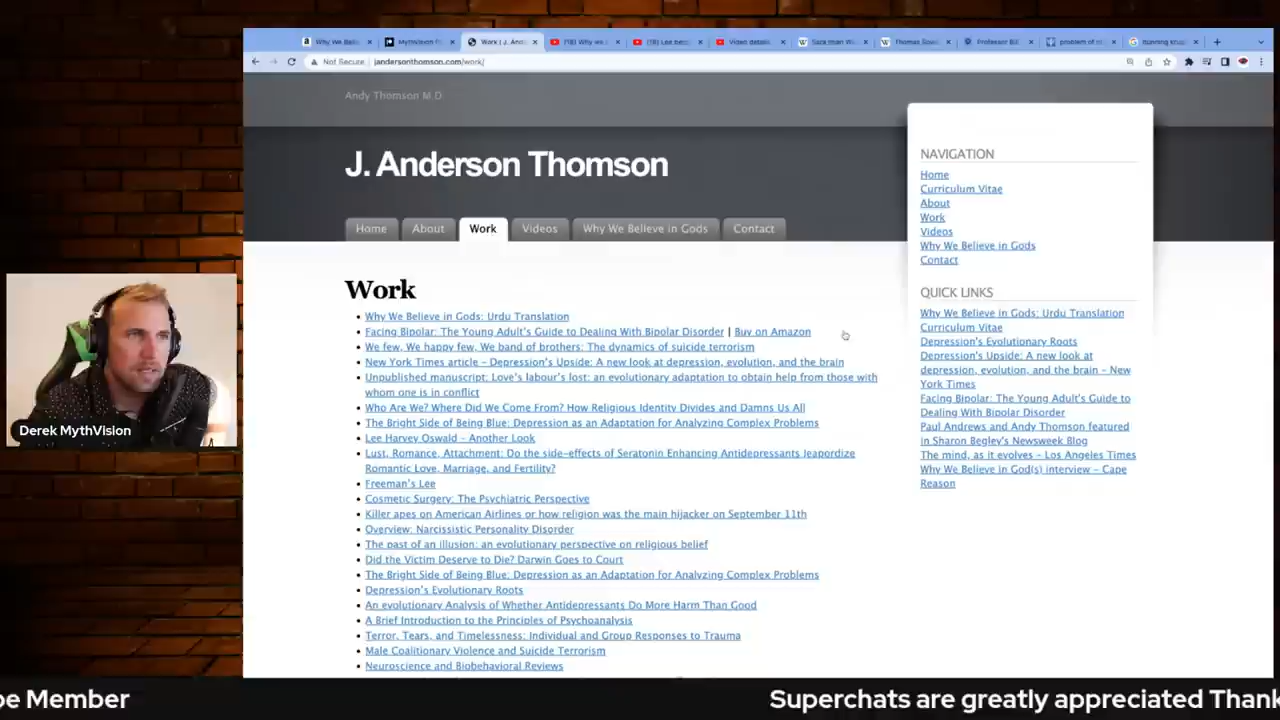 Why We Belie
MythVision P
Work | J. Ande
Video details
Professor Bill
problem of
Not Secure | jandersonthomson.com/work/
Andy Thomson M.D.
J. Anderson Thomson
Home
About
Work
Videos
Why We Believe in Gods
Contact
Work
• Why We Believe in Gods: Urdu Translation
• Facing Bipolar: The Young Adult's Guide to Dealing With Bipolar Disorder | Buy on Amazon
• We few, We happy few, We band of brothers: The dynamics of suicide terrorism
• New York Times article – Depression's Upside: A new look at depression, evolution, and the brain
• Unpublished manuscript: Love's labour's lost: an evolutionary adaptation to obtain help from those with
whom one is in conflict
• Who Are We? Where Did We Come From? How Religious Identity Divides and Damns Us All
• The Bright Side of Being Blue: Depression as an Adaptation for Analyzing Complex Problems
• Lee Harvey Oswald – Another Look
• Lust, Romance, Attachment: Do the side-effects of Seratonin Enhancing Antidepressants Jeapordize
Romantic Love, Marriage, and Fertility?
• Freeman's Lee
• Cosmetic Surgery: The Psychiatric Perspective
• Killer apes on American Airlines or how religion was the main hijacker on September 11th
• Overview: Narcissistic Personality Disorder
• The past of an illusion: an evolutionary perspective on religious belief
• Did the Victim Deserve to Die? Darwin Goes to Court
• The Bright Side of Being Blue: Depression as an Adaptation for Analyzing Complex Problems
• Depression's Evolutionary Roots
• An evolutionary Analysis of Whether Antidepressants Do More Harm Than Good
• A Brief Introduction to the Principles of Psychoanalysis
• Terror, Tears, and Timelessness: Individual and Group Responses to Trauma
• Male Coalitionary Violence and Suicide Terrorism
• Neuroscience and Biobehavioral Reviews
NAVIGATION
Home
Curriculum Vitae
About
Work
Videos
Why We Believe in Gods
Contact
QUICK LINKS
Why We Believe in Gods: Urdu Translation
Curriculum Vitae
Depression's Evolutionary Roots
Depression's Upside: A new look at
depression, evolution, and the brain – New
York Times
Facing Bipolar: The Young Adult's Guide to
Dealing With Bipolar Disorder
Paul Andrews and Andy Thomson featured
in Sharon Begley's Newsweek Blog
The mind, as it evolves – Los Angeles Times
Why We Believe in God(s) interview – Cape
Reason
Derek MythVision
be Member
Superchats are greatly appreciated Thank